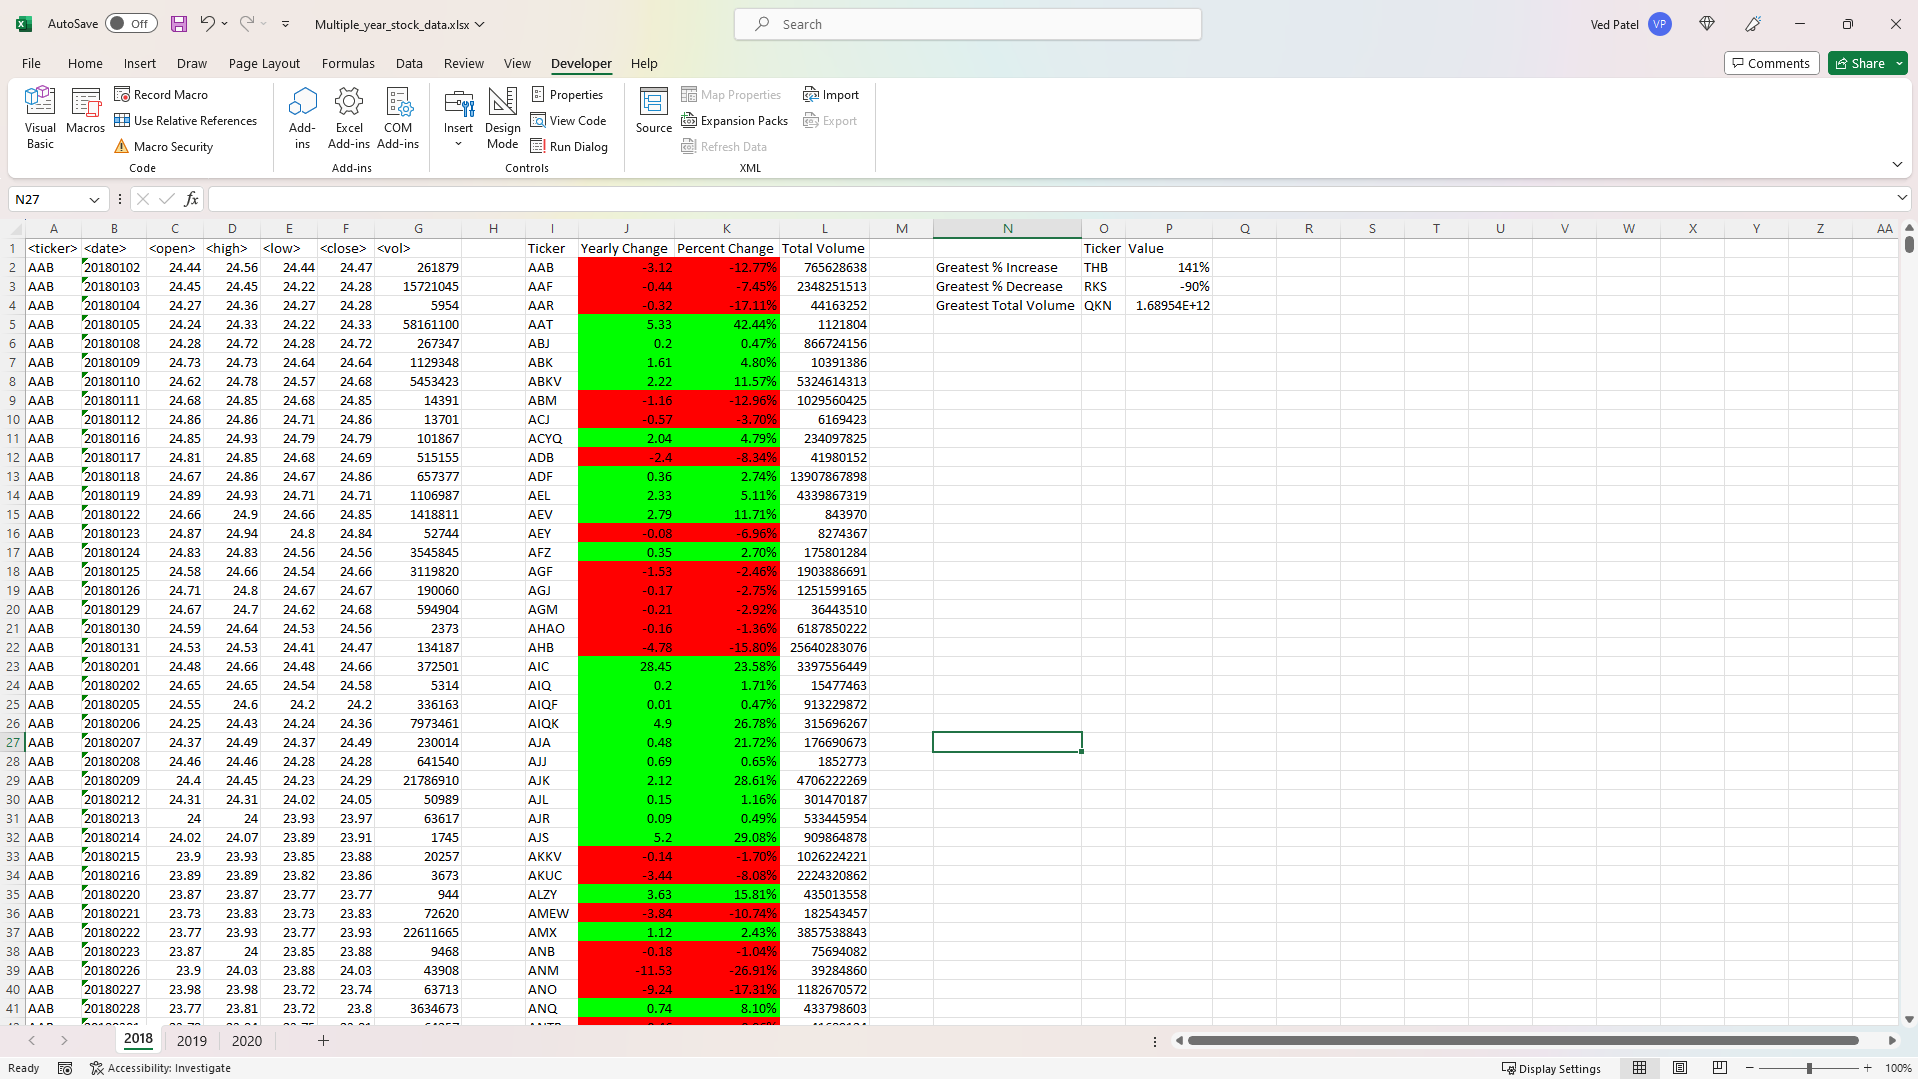 AutoSave Off Multiple_year_stock_data.xlsx Search Ved Patel VP
File Home Insert Draw Page Layout Formulas Data Review View Developer Help Comments Share
Visual Basic Macros Record Macro Use Relative References Macro Security Code
Add-ins Excel Add-ins COM Add-ins Add-ins
Insert Design Mode Properties View Code Run Dialog Controls
Source Map Properties Expansion Packs Refresh Data Import Export XML
N27 fx
A B C D E F G H I J K L M N O P Q R S T U V W X Y Z AA
1 <ticker> <date> <open> <high> <low> <close> <vol> Ticker Yearly Change Percent Change Total Volume Ticker Value
2 AAB 20180102 24.44 24.56 24.44 24.47 261879 AAB -3.12 -12.77% 765628638 Greatest % Increase THB 141%
3 AAB 20180103 24.45 24.45 24.22 24.28 15721045 AAF -0.44 -7.45% 2348251513 Greatest % Decrease RKS -90%
4 AAB 20180104 24.27 24.36 24.27 24.28 5954 AAR -0.32 -17.11% 44163252 Greatest Total Volume QKN 1.68954E+12
5 AAB 20180105 24.24 24.33 24.22 24.33 58161100 AAT 5.33 42.44% 1121804
6 AAB 20180108 24.28 24.72 24.28 24.72 267347 ABJ 0.2 0.47% 866724156
7 AAB 20180109 24.73 24.73 24.64 24.64 1129348 ABK 1.61 4.80% 10391386
8 AAB 20180110 24.62 24.78 24.57 24.68 5453423 ABKV 2.22 11.57% 5324614313
9 AAB 20180111 24.68 24.85 24.68 24.85 14391 ABM -1.16 -12.96% 1029560425
10 AAB 20180112 24.86 24.86 24.71 24.86 13701 ACJ -0.57 -3.70% 6169423
11 AAB 20180116 24.85 24.93 24.79 24.79 101867 ACYQ 2.04 4.79% 234097825
12 AAB 20180117 24.81 24.85 24.68 24.69 515155 ADB -2.4 -8.34% 41980152
13 AAB 20180118 24.67 24.86 24.67 24.86 657377 ADF 0.36 2.74% 13907867898
14 AAB 20180119 24.89 24.93 24.71 24.71 1106987 AEL 2.33 5.11% 4339867319
15 AAB 20180122 24.66 24.9 24.66 24.85 1418811 AEV 2.79 11.71% 843970
16 AAB 20180123 24.87 24.94 24.8 24.84 52744 AEY -0.08 -6.96% 8274367
17 AAB 20180124 24.83 24.83 24.56 24.56 3545845 AFZ 0.35 2.70% 175801284
18 AAB 20180125 24.58 24.66 24.54 24.66 3119820 AGF -1.53 -2.46% 1903886691
19 AAB 20180126 24.71 24.8 24.67 24.67 190060 AGJ -0.17 -2.75% 1251599165
20 AAB 20180129 24.67 24.7 24.62 24.68 594904 AGM -0.21 -2.92% 36443510
21 AAB 20180130 24.59 24.64 24.53 24.56 2373 AHAO -0.16 -1.36% 6187850222
22 AAB 20180131 24.53 24.53 24.41 24.47 134187 AHB -4.78 -15.80% 25640283076
23 AAB 20180201 24.48 24.66 24.48 24.66 372501 AIC 28.45 23.58% 3397556449
24 AAB 20180202 24.65 24.65 24.54 24.58 5314 AIQ 0.2 1.71% 15477463
25 AAB 20180205 24.55 24.6 24.2 24.2 336163 AIQF 0.01 0.47% 913229872
26 AAB 20180206 24.25 24.43 24.24 24.36 7973461 AIQK 4.9 26.78% 315696267
27 AAB 20180207 24.37 24.49 24.37 24.49 230014 AJA 0.48 21.72% 176690673
28 AAB 20180208 24.46 24.46 24.28 24.28 641540 AJJ 0.69 0.65% 1852773
29 AAB 20180209 24.4 24.45 24.23 24.29 21786910 AJK 2.12 28.61% 4706222269
30 AAB 20180212 24.31 24.31 24.02 24.05 50989 AJL 0.15 1.16% 301470187
31 AAB 20180213 24 24 23.93 23.97 63617 AJR 0.09 0.49% 533445954
32 AAB 20180214 24.02 24.07 23.89 23.91 1745 AJS 5.2 29.08% 909864878
33 AAB 20180215 23.9 23.93 23.85 23.88 20257 AKKV -0.14 -1.70% 1026224221
34 AAB 20180216 23.89 23.89 23.82 23.86 3673 AKUC -3.44 -8.08% 2224320862
35 AAB 20180220 23.87 23.87 23.77 23.77 944 ALZY 3.63 15.81% 435013558
36 AAB 20180221 23.73 23.83 23.73 23.83 72620 AMEW -3.84 -10.74% 182543457
37 AAB 20180222 23.77 23.93 23.77 23.93 22611665 AMX 1.12 2.43% 3857538843
38 AAB 20180223 23.87 24 23.85 23.88 9468 ANB -0.18 -1.04% 75694082
39 AAB 20180226 23.9 24.03 23.88 24.03 43908 ANM -11.53 -26.91% 39284860
40 AAB 20180227 23.98 23.98 23.72 23.74 63713 ANO -9.24 -17.31% 1182670572
41 AAB 20180228 23.77 23.81 23.72 23.8 3634673 ANQ 0.74 8.10% 433798603
2018 2019 2020
Ready Accessibility: Investigate Display Settings 100%